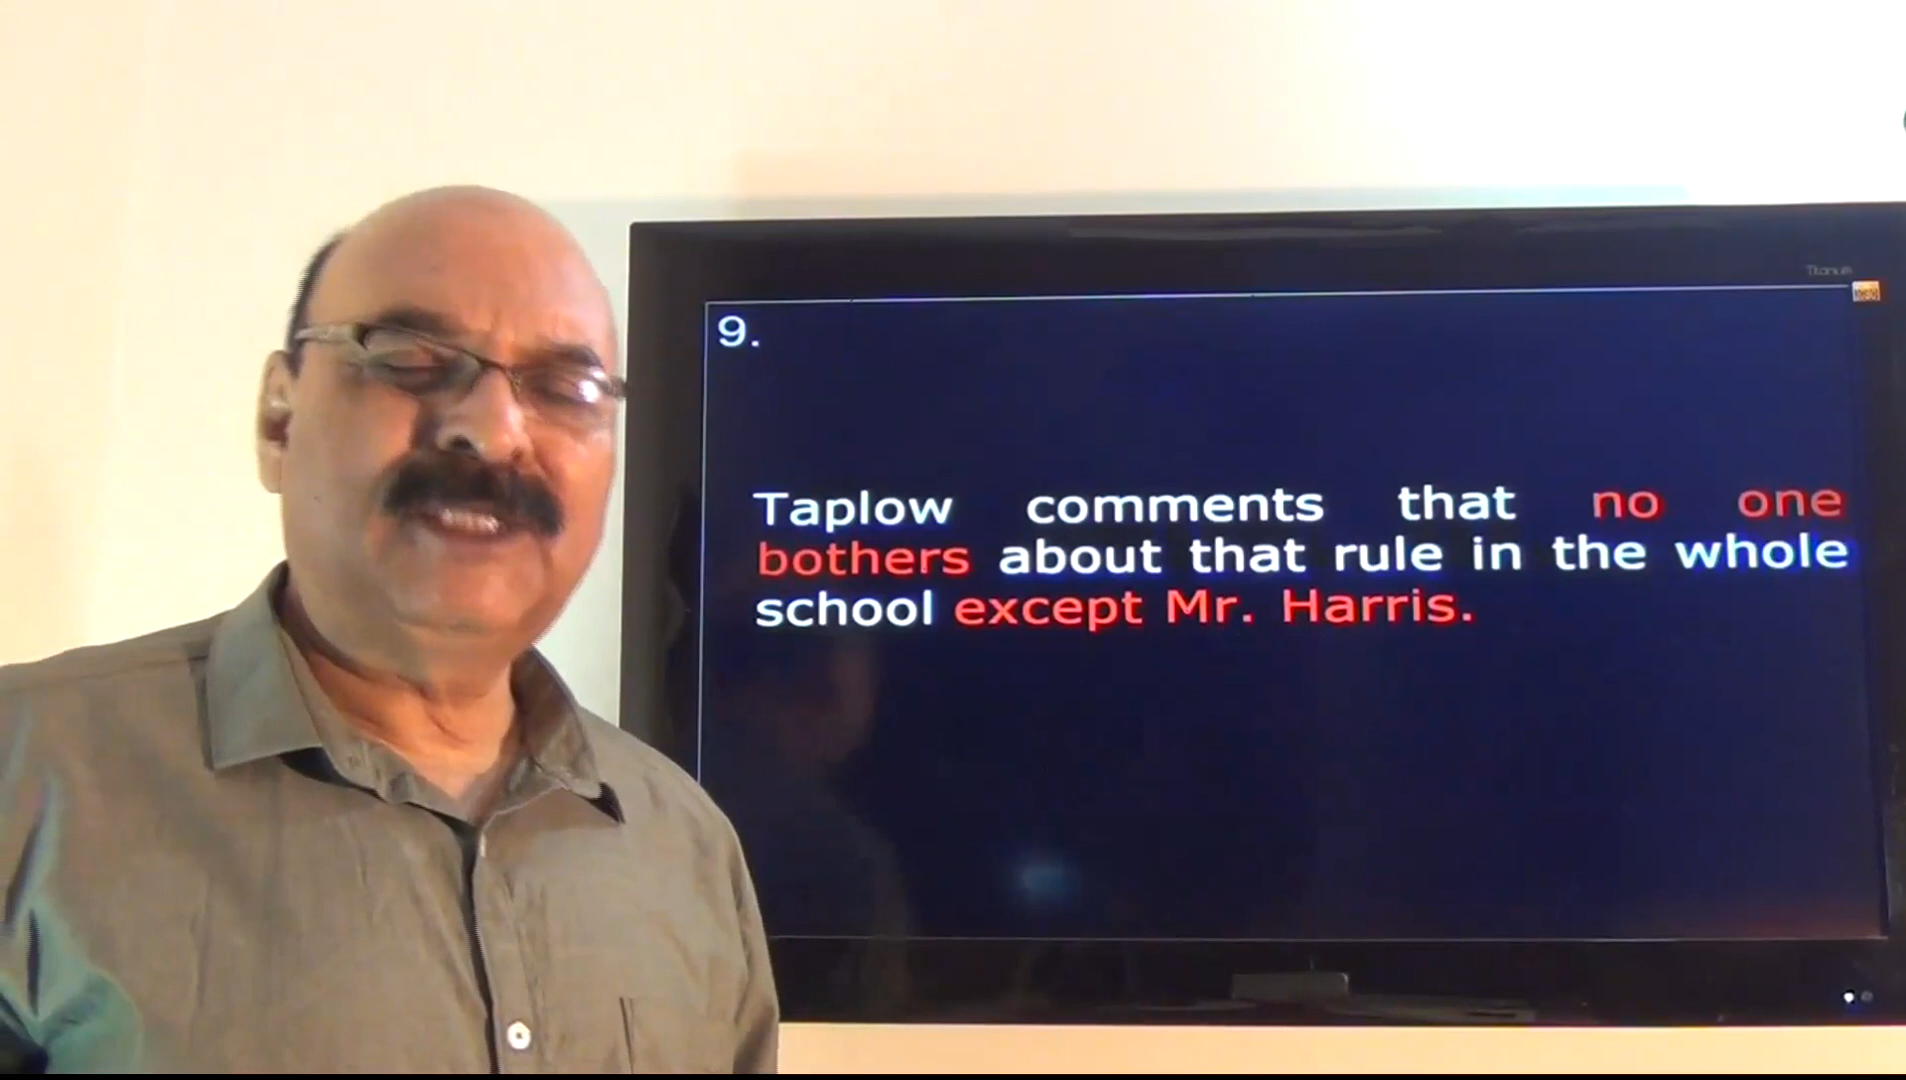 9.
Taplow comments that no one
bothers about that rule in the whole
school except Mr. Harris.